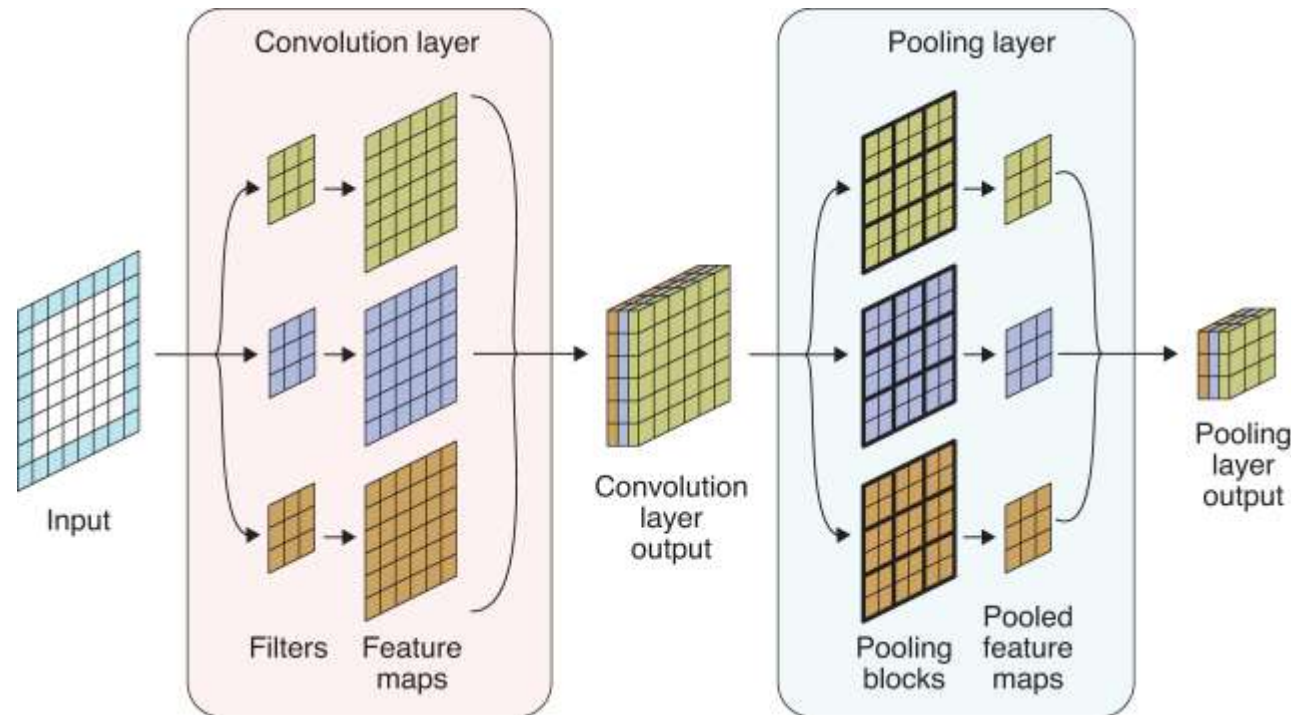 Convolution layer
Pooling layer
Input
Filters
Feature
maps
Convolution
layer
output
Pooling
blocks
Pooled
feature
maps
Pooling
layer
output